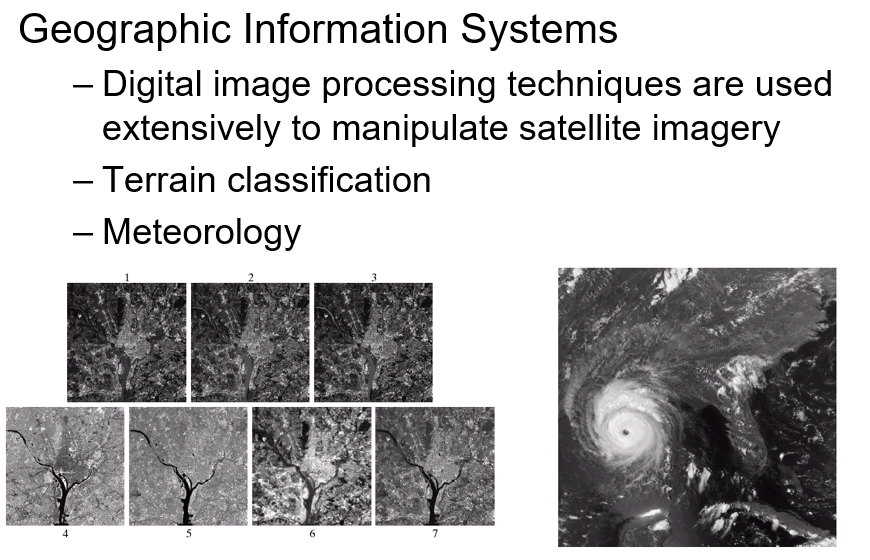 Geographic Information Systems
– Digital image processing techniques are used
extensively to manipulate satellite imagery
– Terrain classification
– Meteorology
1 2 3
4 5 6 7